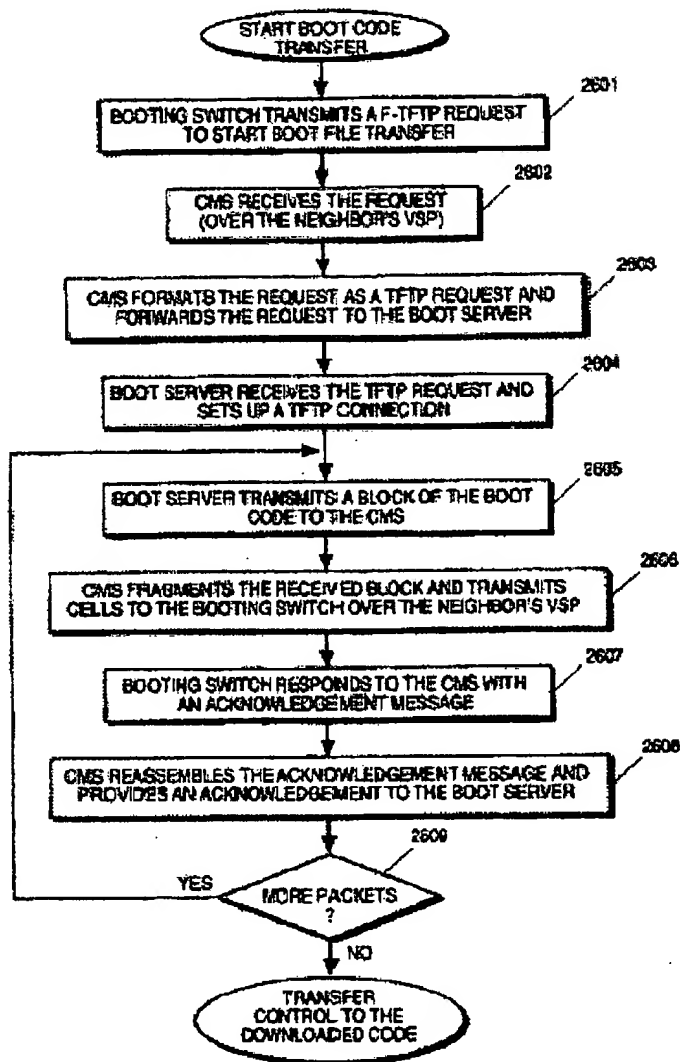 START BOOT CODE
TRANSFER
2601
BOOTING SWITCH TRANSMITS A F-TFTP REQUEST
TO START BOOT FILE TRANSFER
2602
CMS RECEIVES THE REQUEST
(OVER THE NEIGHBOR'S VSP)
2603
CMS FORMATS THE REQUEST AS A TFTP REQUEST AND
FORWARDS THE REQUEST TO THE BOOT SERVER
2604
BOOT SERVER RECEIVES THE TFTP REQUEST AND
SETS UP A TFTP CONNECTION
2605
BOOT SERVER TRANSMITS A BLOCK OF THE BOOT
CODE TO THE CMS
2606
CMS FRAGMENTS THE RECEIVED BLOCK AND TRANSMITS
CELLS TO THE BOOTING SWITCH OVER THE NEIGHBOR'S VSP
2607
BOOTING SWITCH RESPONDS TO THE CMS WITH
AN ACKNOWLEDGEMENT MESSAGE
2608
CMS REASSEMBLES THE ACKNOWLEDGEMENT MESSAGE AND
PROVIDES AN ACKNOWLEDGEMENT TO THE BOOT SERVER
2609
YES
MORE PACKETS
?
NO
TRANSFER
CONTROL TO THE
DOWNLOADED CODE